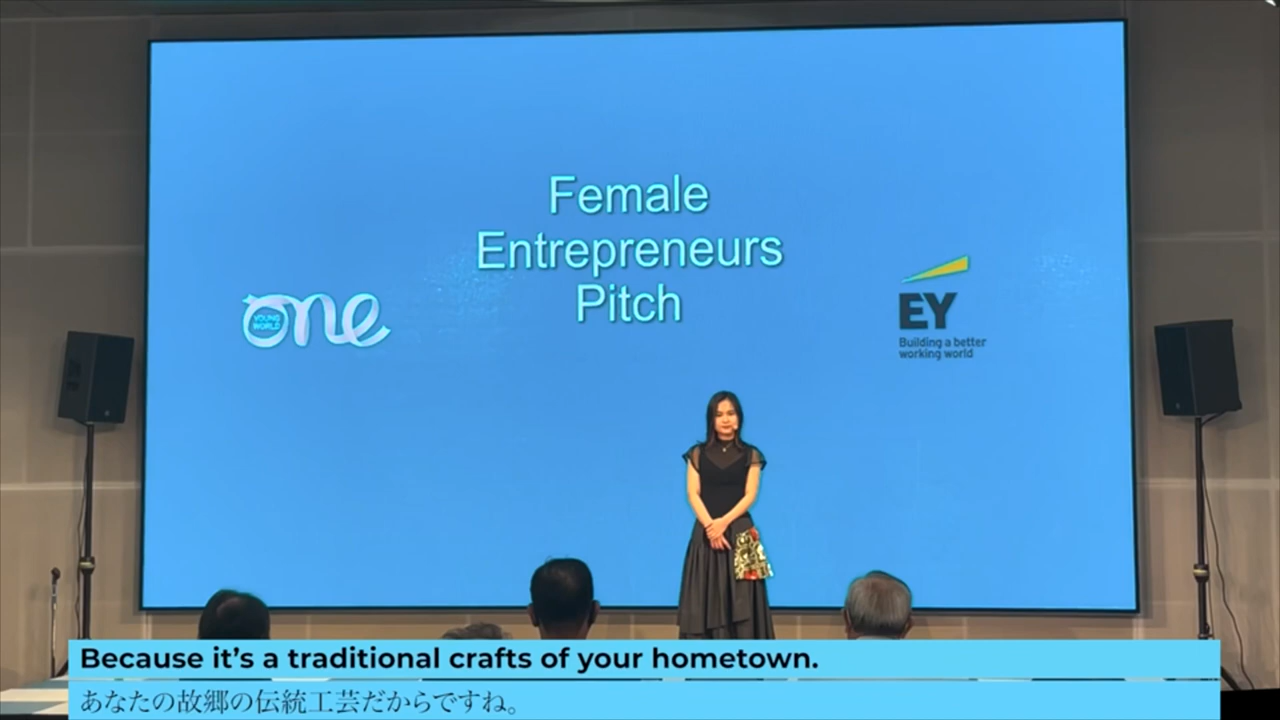 Female
Entrepreneurs
Pitch
YOUNG
WORLD
one
EY
Building a better
working world
Because it's a traditional crafts of your hometown.
あなたの故郷の伝統工芸だからですね。